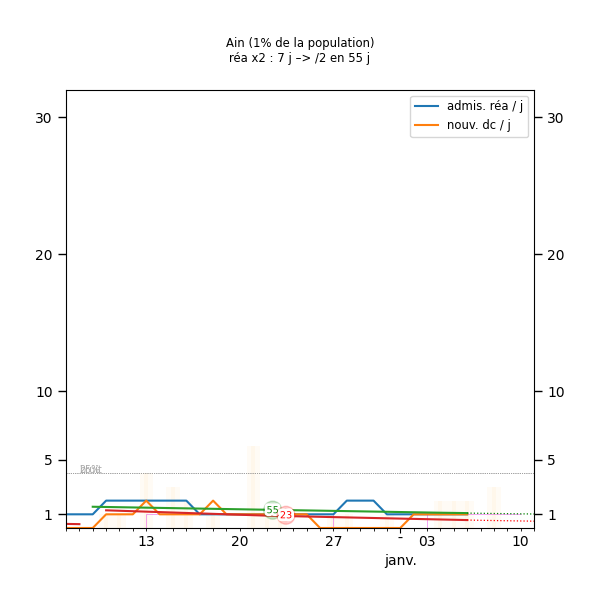 Ain (1% de la population)
réa x2 : 7 j –> /2 en 55 j
admis. réa / j
nouv. dc / j
30 30
20 20
10 10
5 5
1 1
55
23
13 20 27 - 03 10
janv.